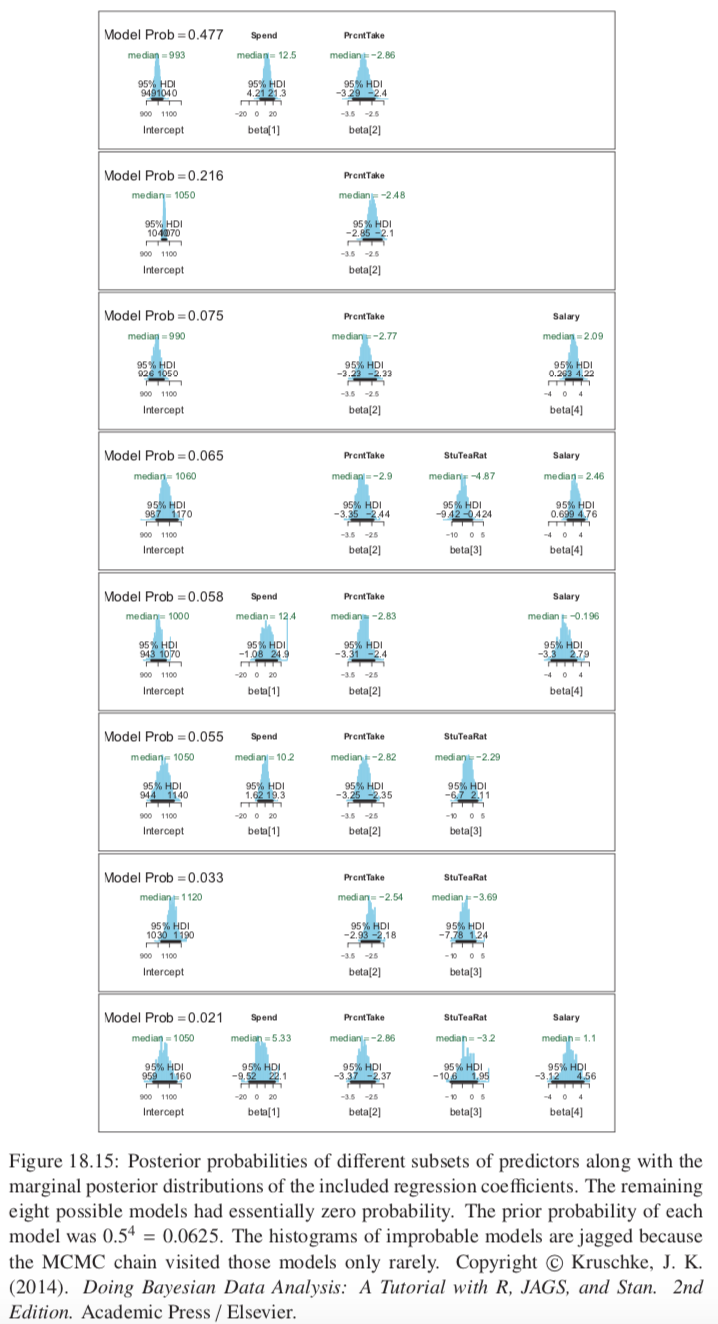 Model Prob = 0.477 Spend PrcntTake
median = 993 median = 12.5 median = −2.86
95% HDI 95% HDI 95% HDI
949 1040 4.21 21.3 −3.29 −2.4
900 1100 −20 0 20 −3.5 −2.5
Intercept beta[1] beta[2]
Model Prob = 0.216 PrcntTake
median = 1050 median = −2.48
95% HDI 95% HDI
1040 1070 −2.85 −2.1
900 1100 −3.5 −2.5
Intercept beta[2]
Model Prob = 0.075 PrcntTake Salary
median = 990 median = −2.77 median = 2.09
95% HDI 95% HDI 95% HDI
926 1050 −3.23 −2.33 0.263 4.22
900 1100 −3.5 −2.5 −4 0 4
Intercept beta[2] beta[4]
Model Prob = 0.065 PrcntTake StuTeaRat Salary
median = 1060 median = −2.9 median = −4.87 median = 2.46
95% HDI 95% HDI 95% HDI 95% HDI
987 1170 −3.35 −2.44 −9.42 −0.424 0.699 4.76
900 1100 −3.5 −2.5 −10 0 5 −4 0 4
Intercept beta[2] beta[3] beta[4]
Model Prob = 0.058 Spend PrcntTake Salary
median = 1000 median = 12.4 median = −2.83 median = −0.196
95% HDI 95% HDI 95% HDI 95% HDI
943 1070 −1.08 24.9 −3.31 −2.4 −3.3 2.79
900 1100 −20 0 20 −3.5 −2.5 −4 0 4
Intercept beta[1] beta[2] beta[4]
Model Prob = 0.055 Spend PrcntTake StuTeaRat
median = 1050 median = 10.2 median = −2.82 median = −2.29
95% HDI 95% HDI 95% HDI 95% HDI
944 1140 1.62 19.3 −3.25 −2.35 −6.7 2.11
900 1100 −20 0 20 −3.5 −2.5 −10 0 5
Intercept beta[1] beta[2] beta[3]
Model Prob = 0.033 PrcntTake StuTeaRat
median = 1120 median = −2.54 median = −3.69
95% HDI 95% HDI 95% HDI
1030 1190 −2.93 −2.18 −7.78 1.24
900 1100 −3.5 −2.5 −10 0 5
Intercept beta[2] beta[3]
Model Prob = 0.021 Spend PrcntTake StuTeaRat Salary
median = 1050 median = 5.33 median = −2.86 median = −3.2 median = 1.1
95% HDI 95% HDI 95% HDI 95% HDI 95% HDI
959 1160 −9.52 22.1 −3.37 −2.37 −10.6 1.95 −3.12 4.56
900 1100 −20 0 20 −3.5 −2.5 −10 0 5 −4 0 4
Intercept beta[1] beta[2] beta[3] beta[4]
Figure 18.15: Posterior probabilities of different subsets of predictors along with the
marginal posterior distributions of the included regression coefficients. The remaining
eight possible models had essentially zero probability. The prior probability of each
model was 0.5⁴ = 0.0625. The histograms of improbable models are jagged because
the MCMC chain visited those models only rarely. Copyright © Kruschke, J. K.
(2014). Doing Bayesian Data Analysis: A Tutorial with R, JAGS, and Stan. 2nd
Edition. Academic Press / Elsevier.